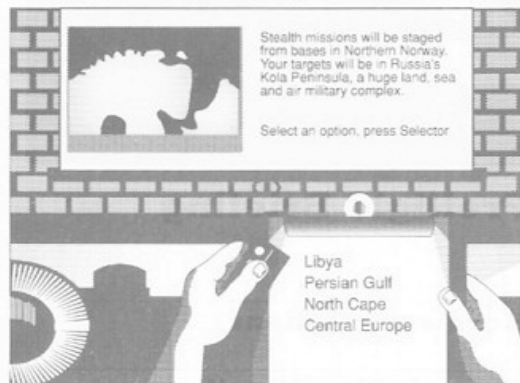 Stealth missions will be staged
from bases in Northern Norway.
Your targets will be in Russia's
Kola Peninsula, a huge land, sea
and air military complex.
Select an option, press Selector
Libya
Persian Gulf
North Cape
Central Europe